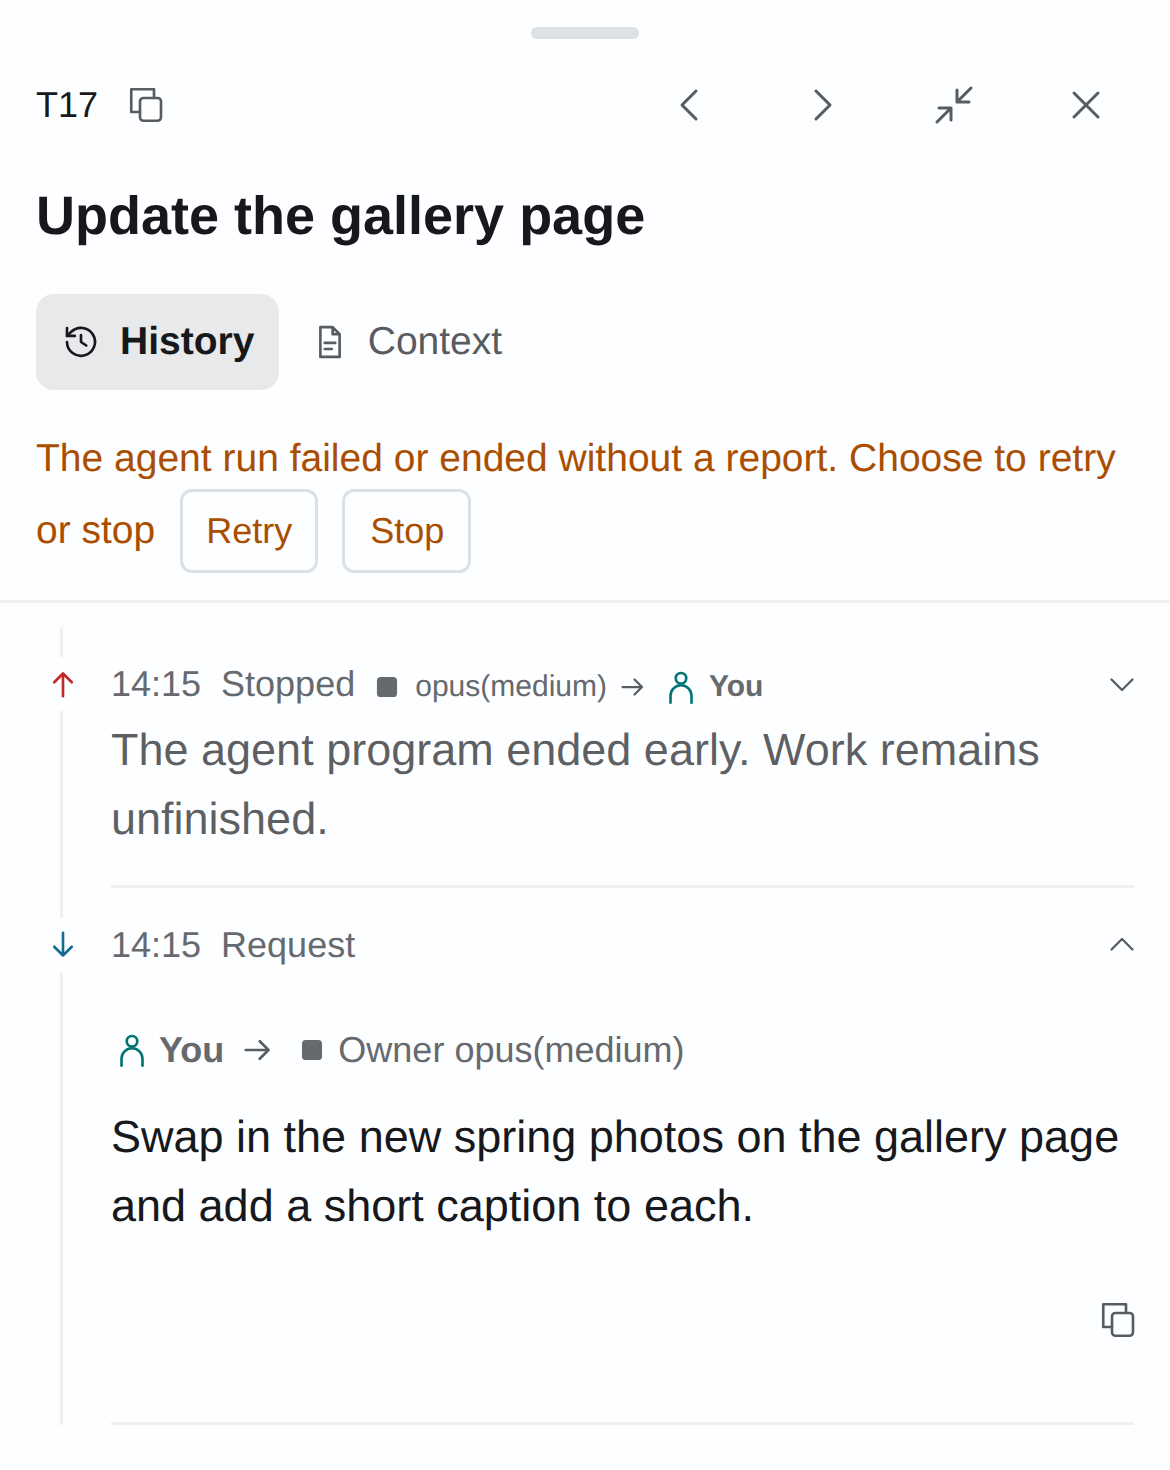 T17
Update the gallery page
History Context
The agent run failed or ended without a report. Choose to retry
or stop Retry Stop
14:15 Stopped opus(medium) → You
The agent program ended early. Work remains
unfinished.
14:15 Request
You → Owner opus(medium)
Swap in the new spring photos on the gallery page
and add a short caption to each.